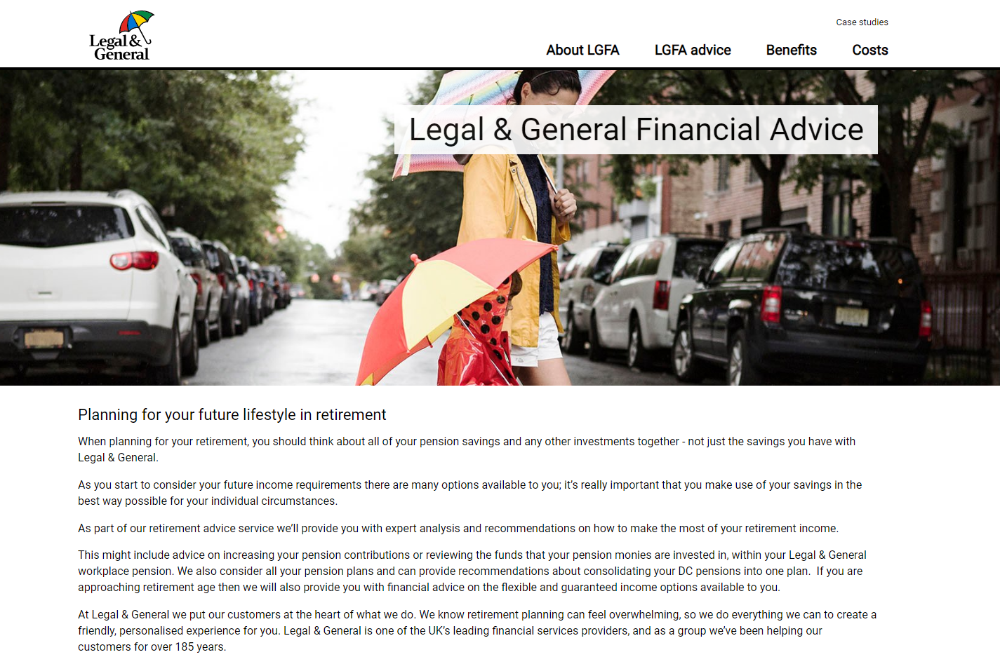 Legal &
General
Case studies
About LGFA
LGFA advice
Benefits
Costs
Legal & General Financial Advice
Planning for your future lifestyle in retirement
When planning for your retirement, you should think about all of your pension savings and any other investments together - not just the savings you have with
Legal & General.
As you start to consider your future income requirements there are many options available to you; it’s really important that you make use of your savings in the
best way possible for your individual circumstances.
As part of our retirement advice service we’ll provide you with expert analysis and recommendations on how to make the most of your retirement income.
This might include advice on increasing your pension contributions or reviewing the funds that your pension monies are invested in, within your Legal & General
workplace pension. We also consider all your pension plans and can provide recommendations about consolidating your DC pensions into one plan.  If you are
approaching retirement age then we will also provide you with financial advice on the flexible and guaranteed income options available to you.
At Legal & General we put our customers at the heart of what we do. We know retirement planning can feel overwhelming, so we do everything we can to create a
friendly, personalised experience for you. Legal & General is one of the UK’s leading financial services providers, and as a group we’ve been helping our
customers for over 185 years.